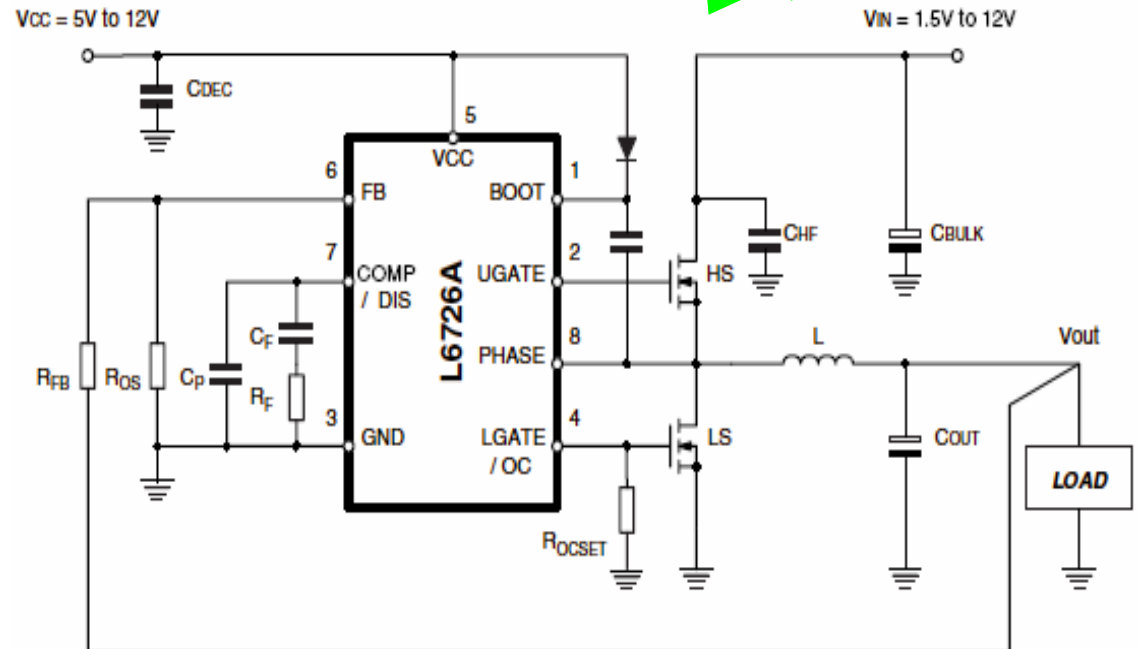 VCC = 5V to 12V
VIN = 1.5V to 12V
CDEC
5
VCC
6
FB
1
BOOT
7
COMP
/ DIS
2
UGATE
HS
CHF
CBULK
L6726A
CF
CP
RF
RFB
ROS
8
PHASE
L
Vout
3
GND
4
LGATE
/ OC
LS
COUT
LOAD
ROCSET